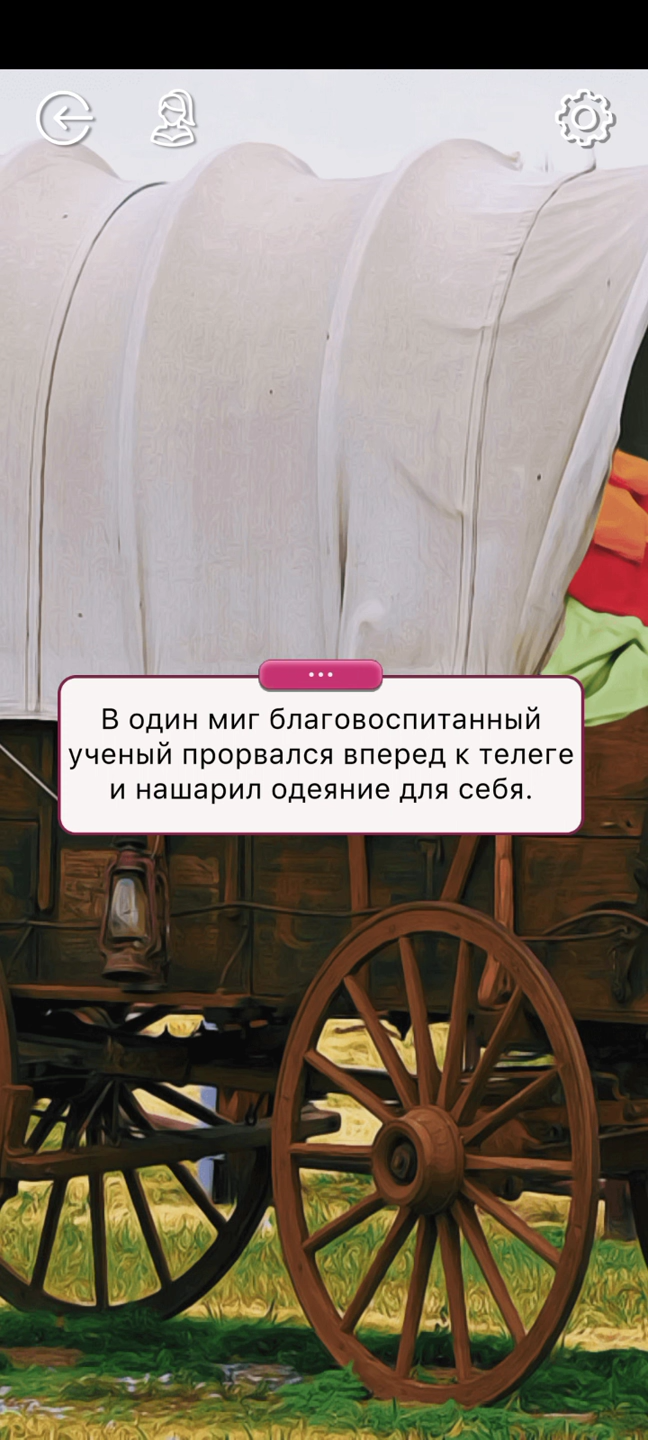 В один миг благовоспитанный
ученый прорвался вперед к телеге
и нашарил одеяние для себя.